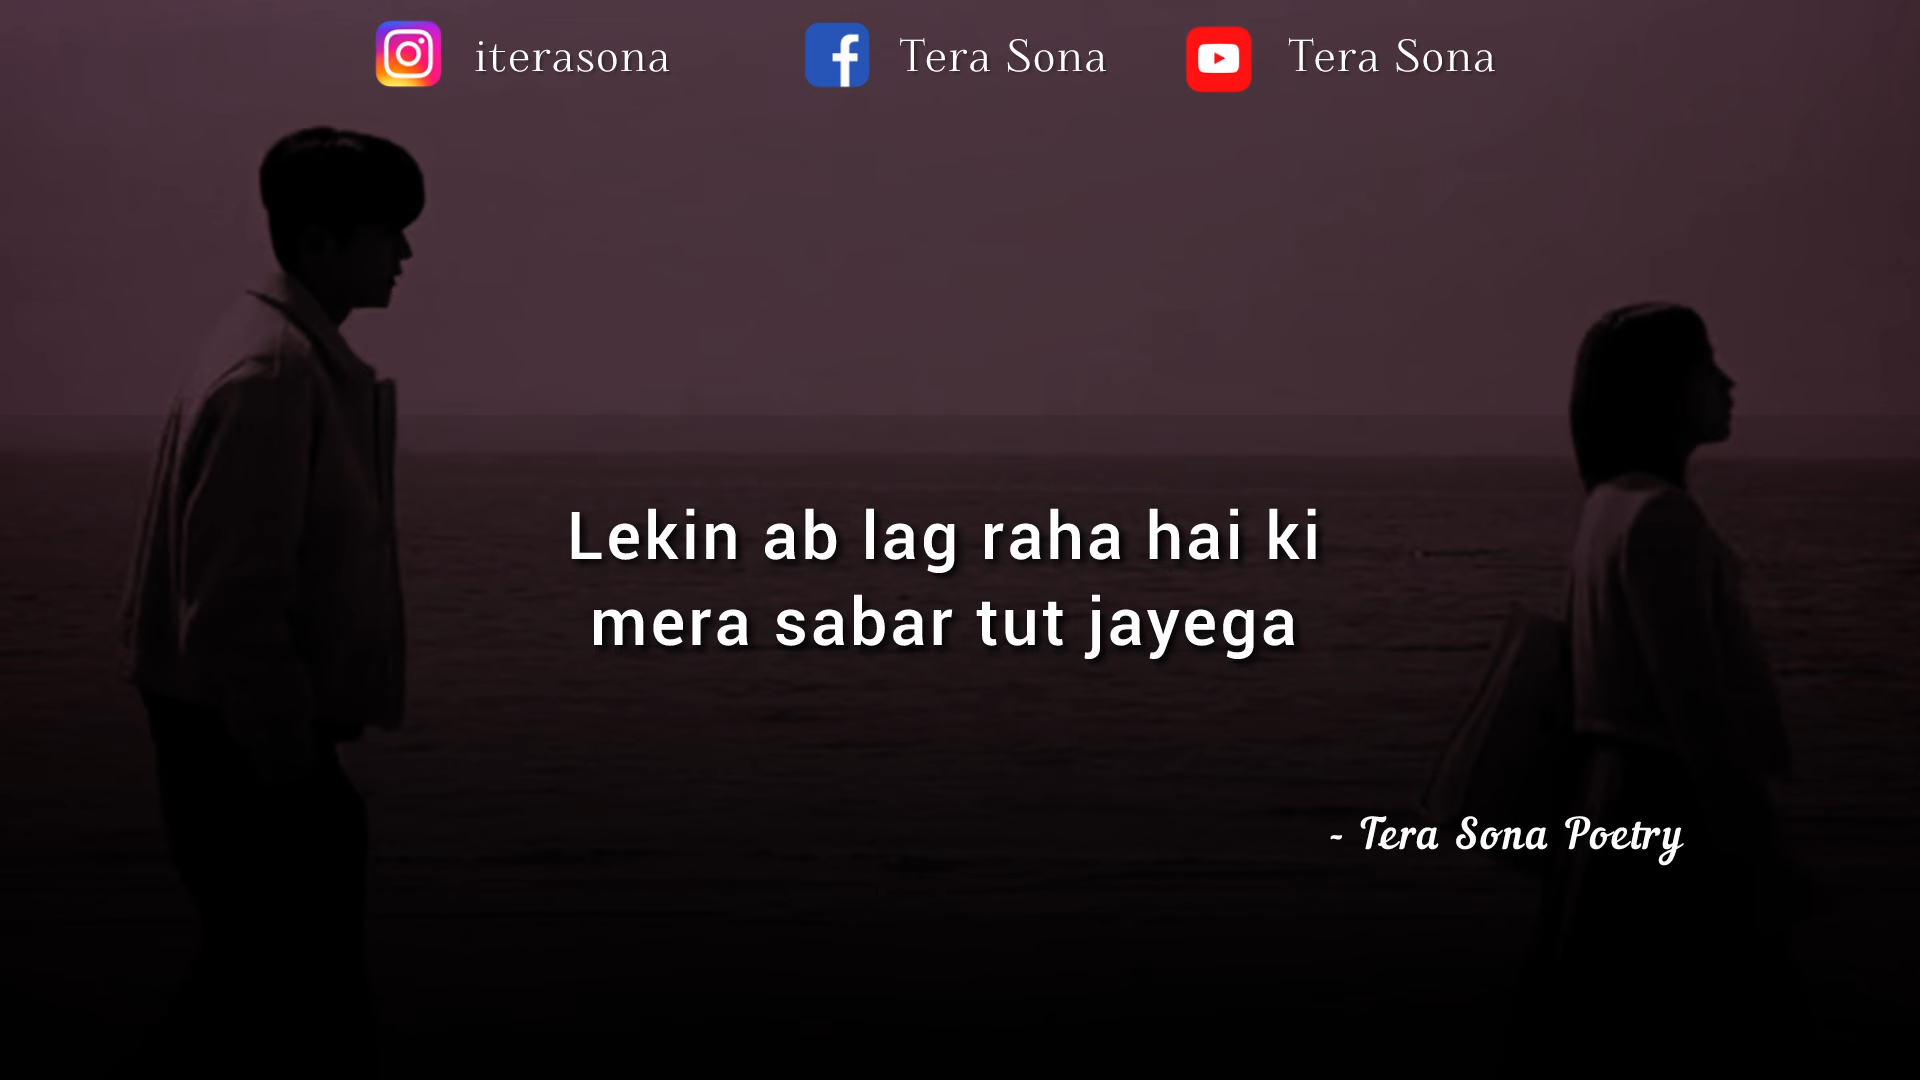 iterasona Tera Sona Tera Sona
Lekin ab lag raha hai ki
mera sabar tut jayega
- Tera Sona Poetry